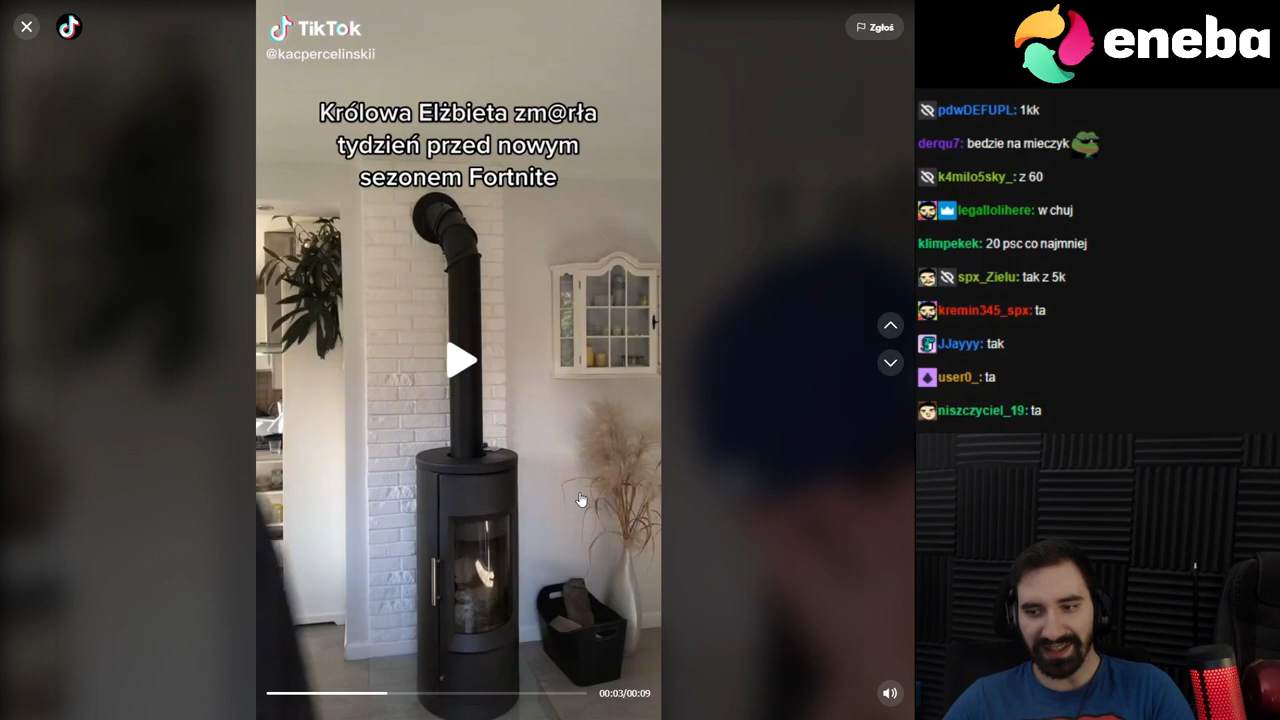 TikTok
@kacpercelinskii
Zgłoś
Królowa Elżbieta zm@rła
tydzień przed nowym
sezonem Fortnite
00:03/00:09
eneba
pdwDEFUPL: 1kk
derqu7: bedzie na mieczyk
k4milo5sky_: z 60
legallolihere: w chuj
klimpekek: 20 psc co najmniej
spx_Zielu: tak z 5k
kremin345_spx: ta
JJayyy: tak
user0_: ta
niszczyciel_19: ta